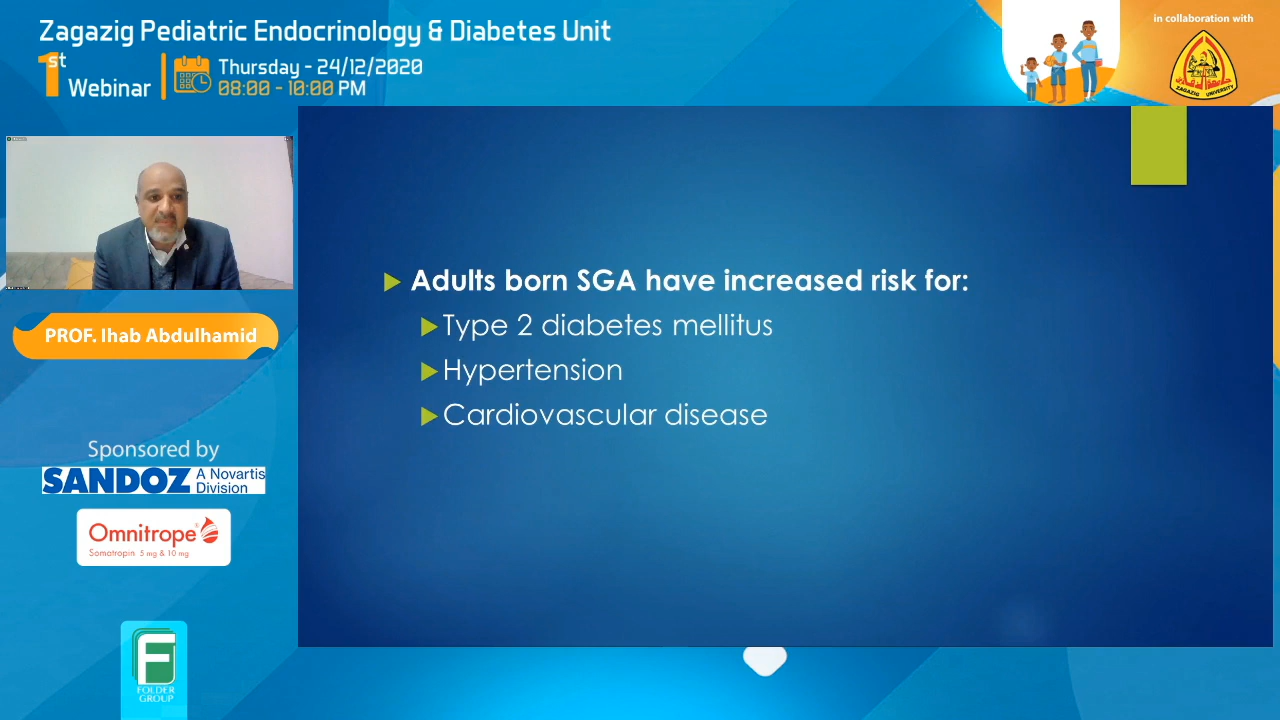 Zagazig Pediatric Endocrinology & Diabetes Unit
1st Webinar
Thursday - 24/12/2020
08:00 - 10:00 PM
in collaboration with
ZAGAZIG UNIVERSITY
Adults born SGA have increased risk for:
Type 2 diabetes mellitus
Hypertension
Cardiovascular disease
PROF. Ihab Abdulhamid
Sponsored by
SANDOZ A Novartis Division
Omnitrope®
Somatropin 5 mg & 10 mg
F
FOLDER
GROUP